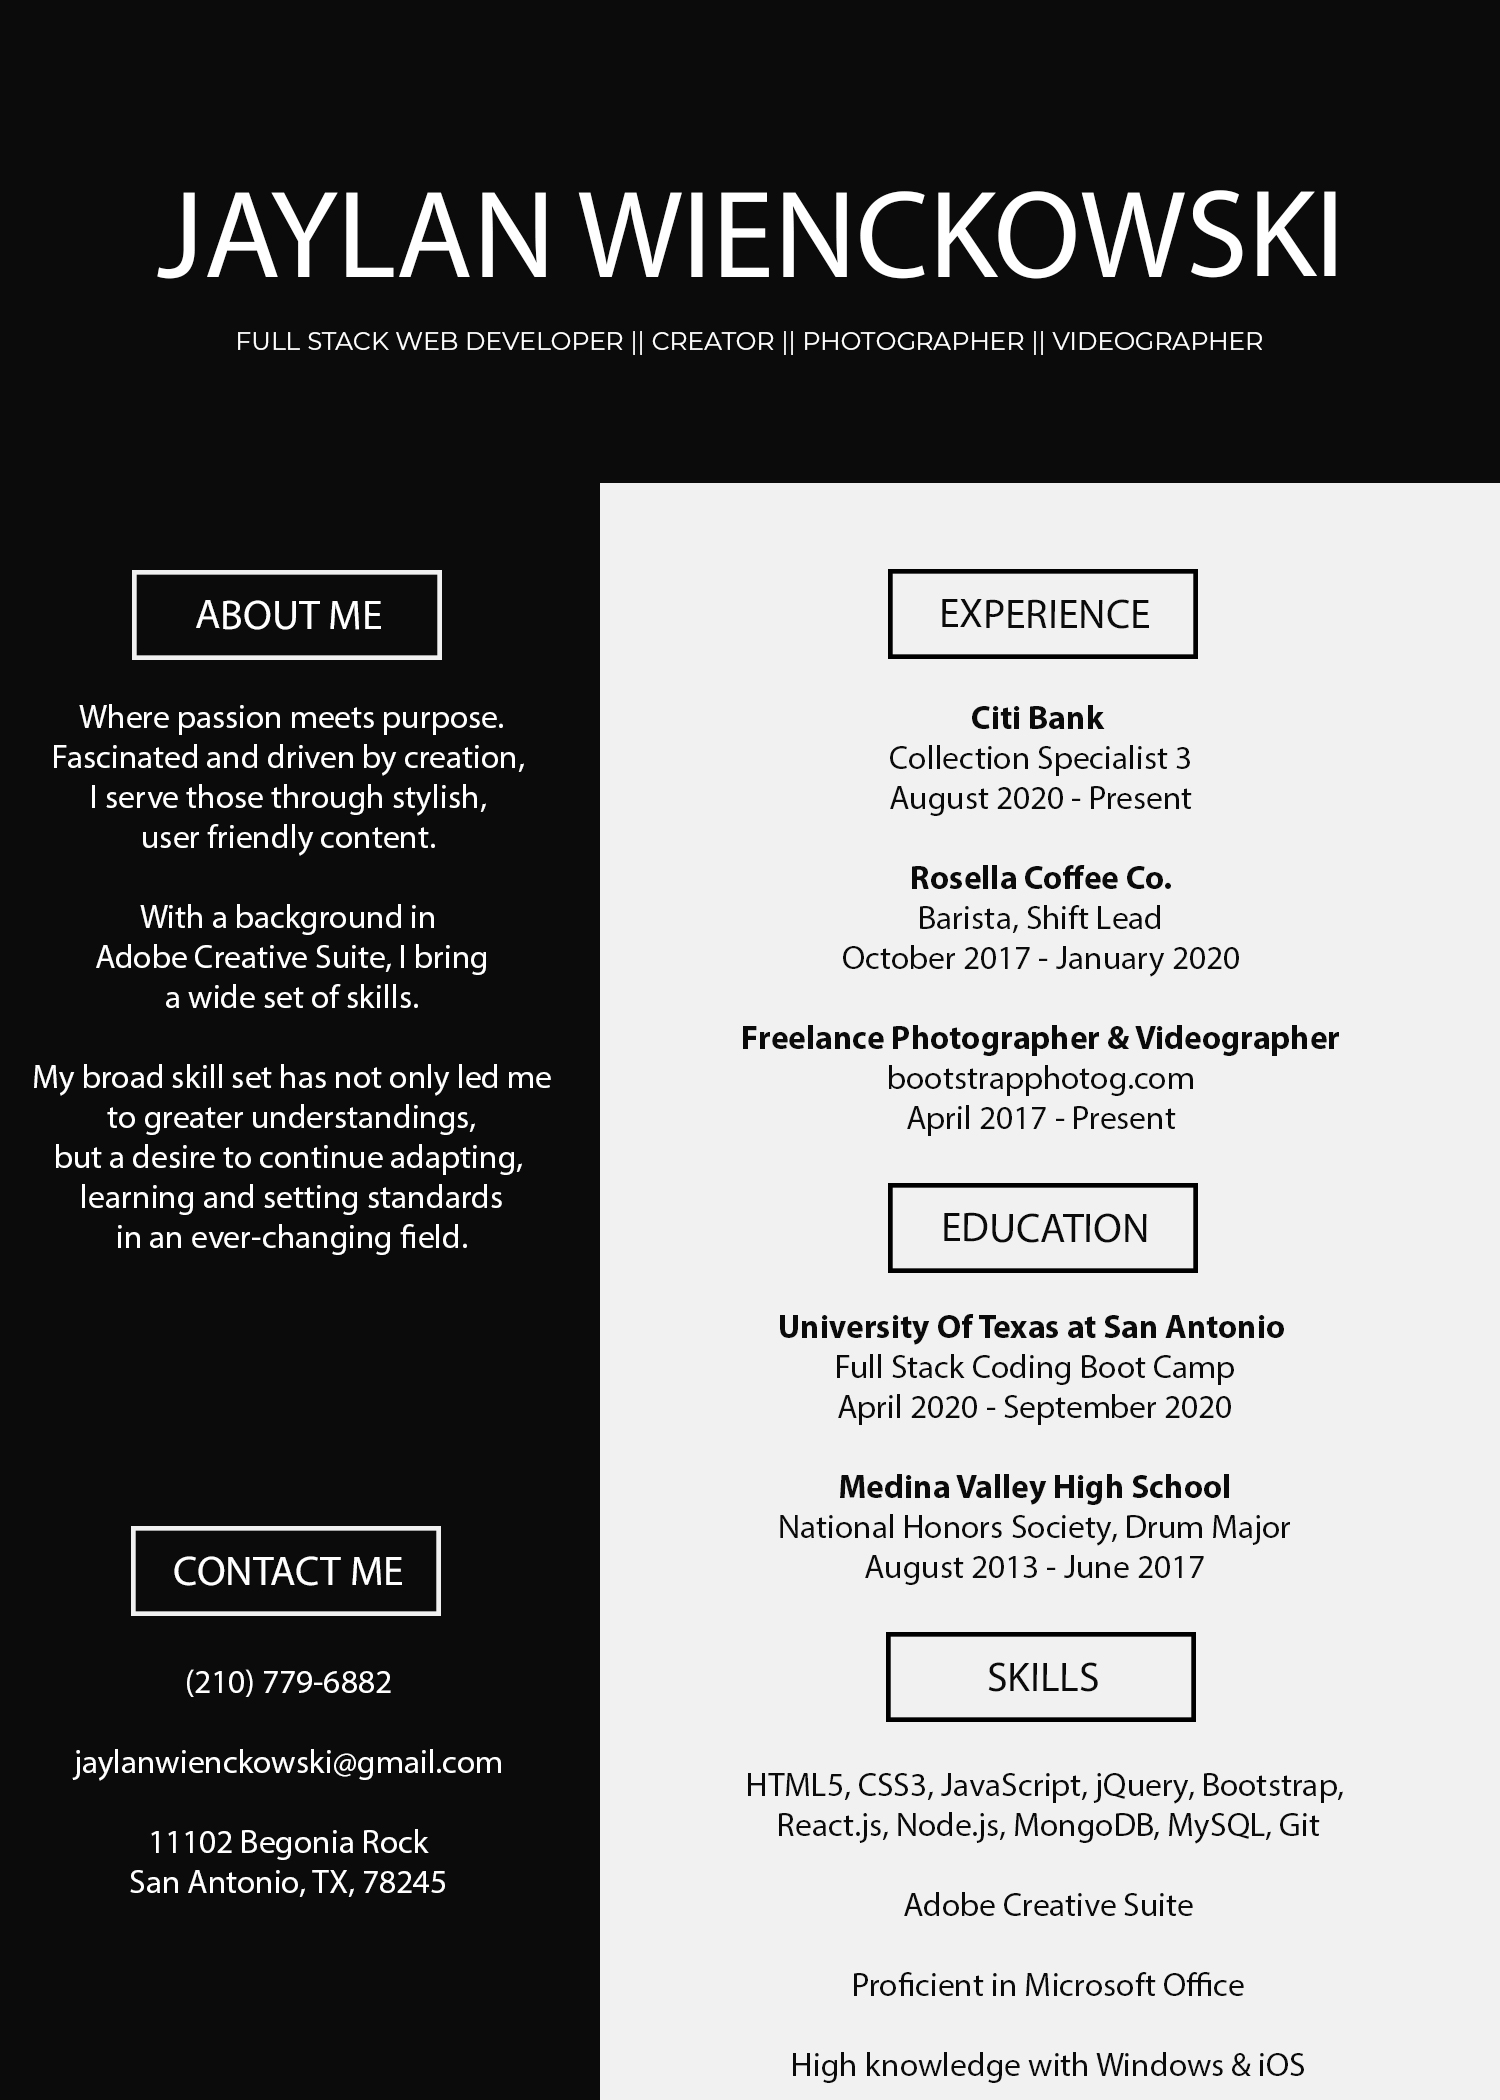 JAYLAN WIENCKOWSKI
FULL STACK WEB DEVELOPER || CREATOR || PHOTOGRAPHER || VIDEOGRAPHER
ABOUT ME
Where passion meets purpose.
Fascinated and driven by creation,
I serve those through stylish,
user friendly content.
With a background in
Adobe Creative Suite, I bring
a wide set of skills.
My broad skill set has not only led me
to greater understandings,
but a desire to continue adapting,
learning and setting standards
in an ever-changing field.
CONTACT ME
(210) 779-6882
jaylanwienckowski@gmail.com
11102 Begonia Rock
San Antonio, TX, 78245
EXPERIENCE
Citi Bank
Collection Specialist 3
August 2020 - Present
Rosella Coffee Co.
Barista, Shift Lead
October 2017 - January 2020
Freelance Photographer & Videographer
bootstrapphotog.com
April 2017 - Present
EDUCATION
University Of Texas at San Antonio
Full Stack Coding Boot Camp
April 2020 - September 2020
Medina Valley High School
National Honors Society, Drum Major
August 2013 - June 2017
SKILLS
HTML5, CSS3, JavaScript, jQuery, Bootstrap,
React.js, Node.js, MongoDB, MySQL, Git
Adobe Creative Suite
Proficient in Microsoft Office
High knowledge with Windows & iOS